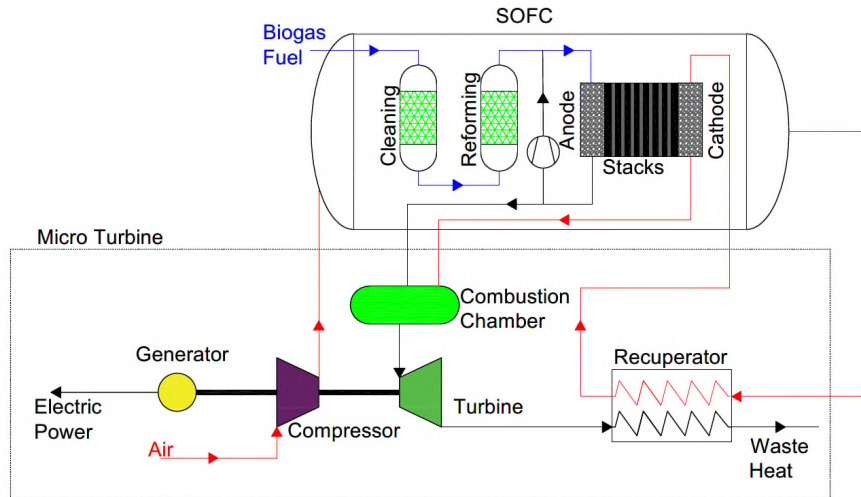 SOFC
Biogas
Fuel
Cleaning
Reforming
Anode
Cathode
Stacks
Micro Turbine
Combustion
Chamber
Generator
Recuperator
Electric
Power
Compressor
Turbine
Air
Waste
Heat